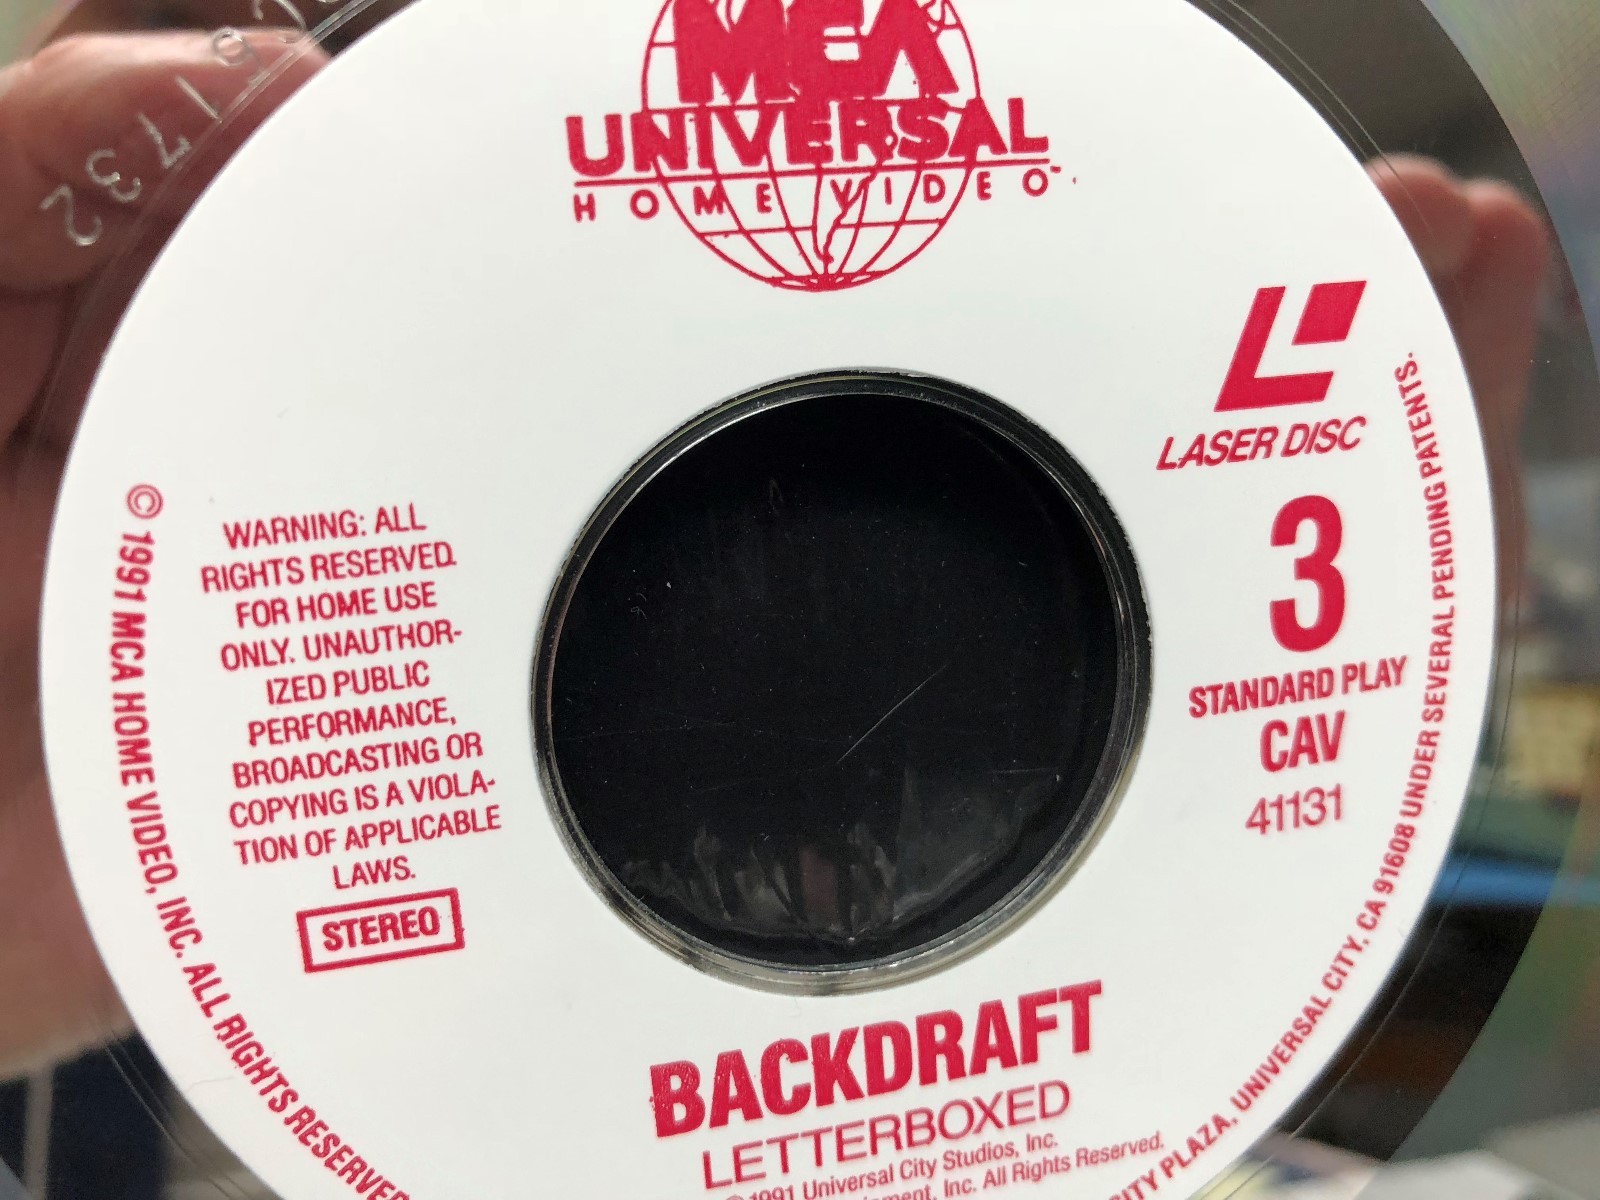 MCA
UNIVERSAL
HOME VIDEO
LASER DISC
3
STANDARD PLAY
CAV
41131
WARNING: ALL
RIGHTS RESERVED.
FOR HOME USE
ONLY. UNAUTHOR-
IZED PUBLIC
PERFORMANCE,
BROADCASTING OR
COPYING IS A VIOLA-
TION OF APPLICABLE
LAWS.
STEREO
BACKDRAFT
LETTERBOXED
© 1991 Universal City Studios, Inc.
Inc. All Rights Reserved.
© 1991 MCA HOME VIDEO, INC. ALL RIGHTS RESERVED
CITY PLAZA, UNIVERSAL CITY, CA 91608 UNDER SEVERAL PENDING PATENTS.